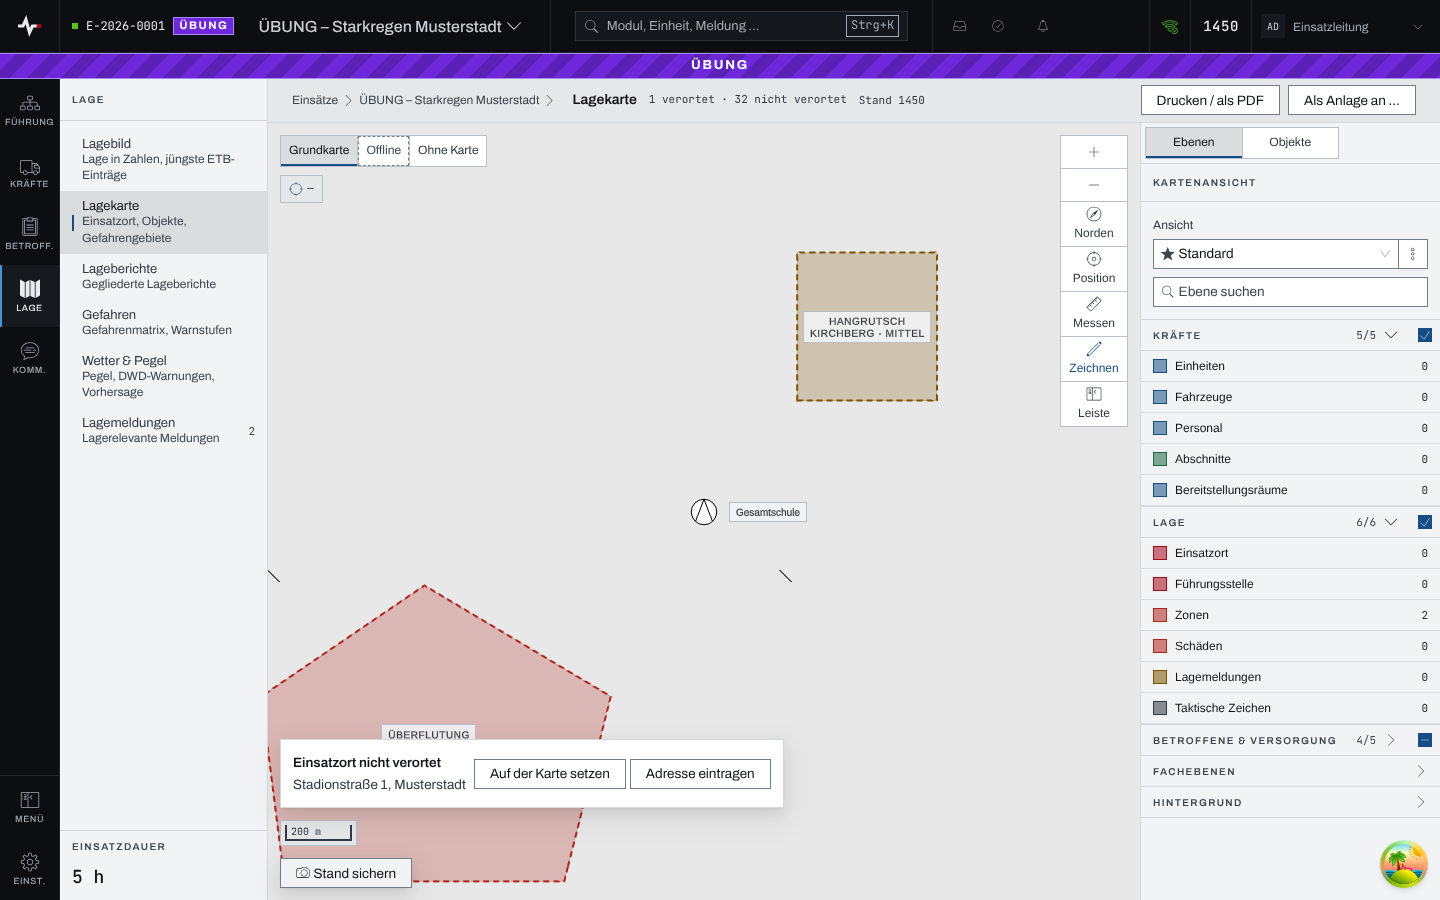 E-2026-0001
ÜBUNG
ÜBUNG – Starkregen Musterstadt
Modul, Einheit, Meldung ...
Strg+K
1450
AD
Einsatzleitung
ÜBUNG
FÜHRUNG
KRÄFTE
BETROFF.
LAGE
KOMM.
MENÜ
EINST.
LAGE
Lagebild
Lage in Zahlen, jüngste ETB-
Einträge
Lagekarte
Einsatzort, Objekte,
Gefahrengebiete
Lageberichte
Gegliederte Lageberichte
Gefahren
Gefahrenmatrix, Warnstufen
Wetter & Pegel
Pegel, DWD-Warnungen,
Vorhersage
Lagemeldungen
Lagerelevante Meldungen
2
EINSATZDAUER
5 h
Einsätze
ÜBUNG – Starkregen Musterstadt
Lagekarte
1 verortet · 32 nicht verortet
Stand 1450
Drucken / als PDF
Als Anlage an ...
Grundkarte
Offline
Ohne Karte
–
Norden
Position
Messen
Zeichnen
Leiste
HANGRUTSCH
KIRCHBERG · MITTEL
Gesamtschule
ÜBERFLUTUNG
Einsatzort nicht verortet
Stadionstraße 1, Musterstadt
Auf der Karte setzen
Adresse eintragen
200 m
Stand sichern
Ebenen
Objekte
KARTENANSICHT
Ansicht
Standard
Ebene suchen
KRÄFTE 5/5
Einheiten 0
Fahrzeuge 0
Personal 0
Abschnitte 0
Bereitstellungsräume 0
LAGE 6/6
Einsatzort 0
Führungsstelle 0
Zonen 2
Schäden 0
Lagemeldungen 0
Taktische Zeichen 0
BETROFFENE & VERSORGUNG 4/5
FACHEBENEN
HINTERGRUND